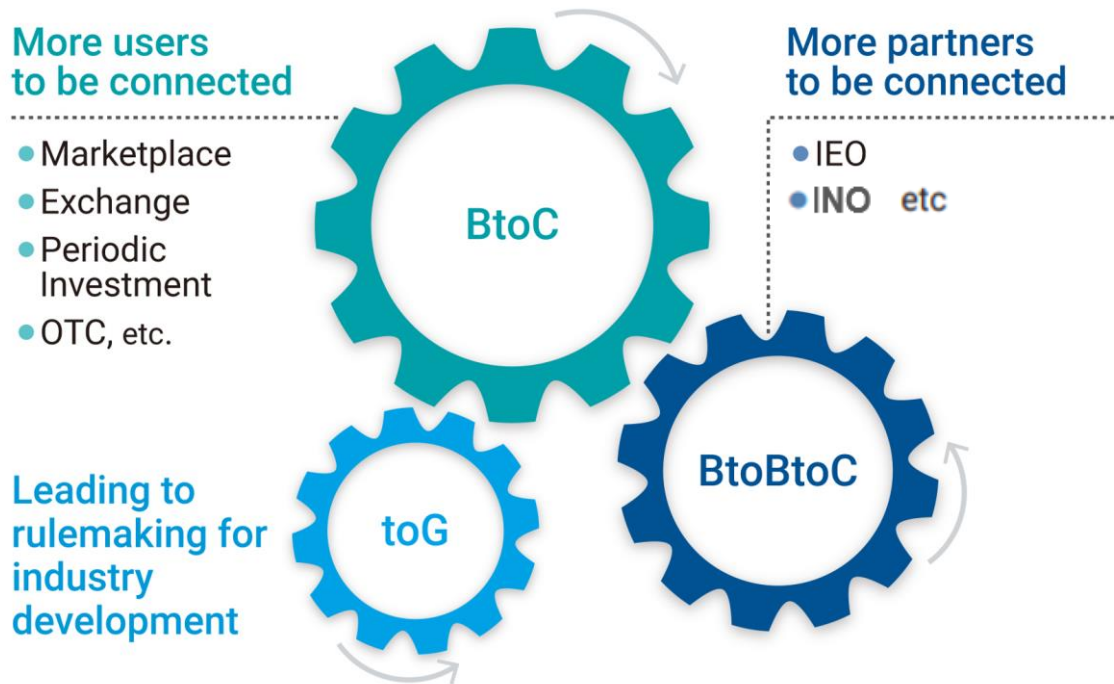 More users
to be connected
• Marketplace
• Exchange
• Periodic
Investment
• OTC, etc.
BtoC
More partners
to be connected
• IEO
• INO etc
BtoBtoC
Leading to
rulemaking for
industry
development
toG